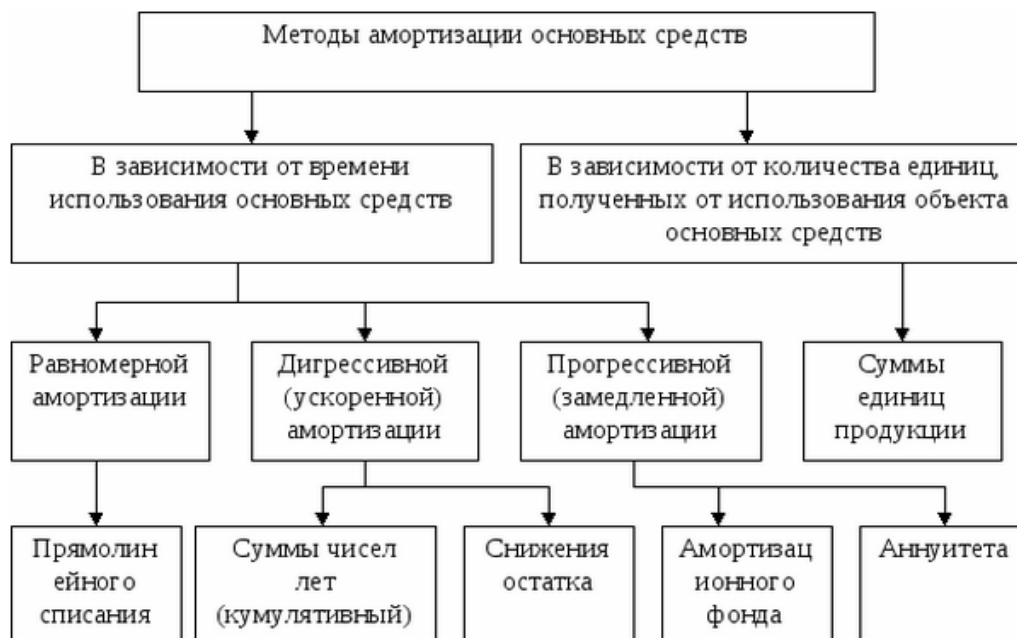 Методы амортизации основных средств
В зависимости от времени
использования основных средств
В зависимости от количества единиц,
полученных от использования объекта
основных средств
Равномерной
амортизации
Дигрессивной
(ускоренной)
амортизации
Прогрессивной
(замедленной)
амортизации
Суммы
единиц
продукции
Прямолин
ейного
списания
Суммы чисел
лет
(кумулятивный)
Снижения
остатка
Амортизац
ионного
фонда
Аннуитета